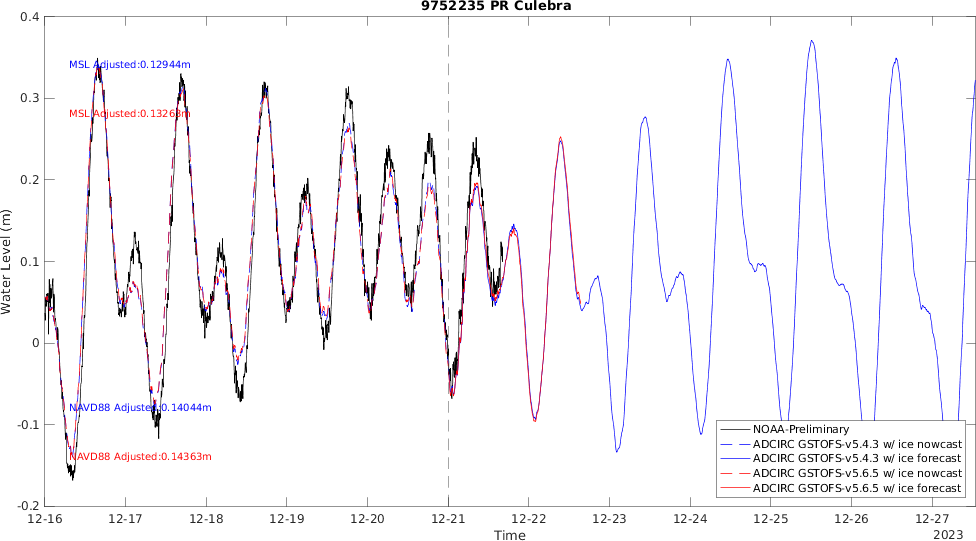 9752235 PR Culebra
0.4
MSL Adjusted:0.12944m
0.3
MSL Adjusted:0.13263m
0.2
0.1
Water Level (m)
0
NAVD88 Adjusted:0.14044m
-0.1
NAVD88 Adjusted:0.14363m
-0.2
NOAA-Preliminary
ADCIRC GSTOFS-v5.4.3 w/ ice nowcast
ADCIRC GSTOFS-v5.4.3 w/ ice forecast
ADCIRC GSTOFS-v5.6.5 w/ ice nowcast
ADCIRC GSTOFS-v5.6.5 w/ ice forecast
12-16 12-17 12-18 12-19 12-20 12-21 12-22 12-23 12-24 12-25 12-26 12-27
Time
2023